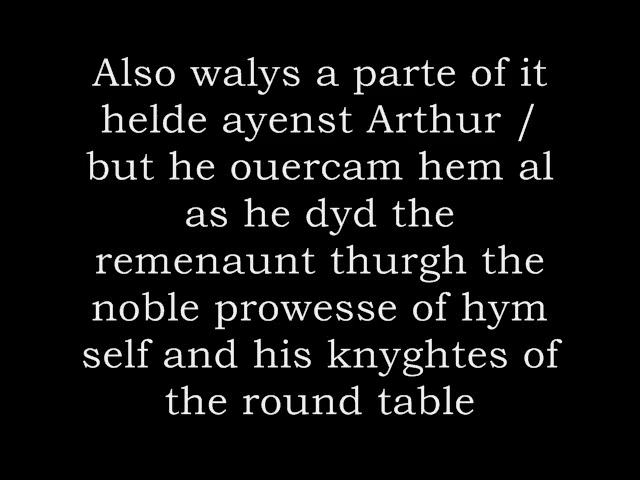 Also walys a parte of it
helde ayenst Arthur /
but he ouercam hem al
as he dyd the
remenaunt thurgh the
noble prowesse of hym
self and his knyghtes of
the round table